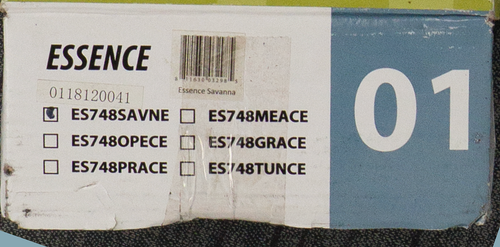 ESSENCE
Essence Savanna
0118120041
ES748SAVNE
ES748MEACE
ES748OPECE
ES748GRACE
ES748PRACE
ES748TUNCE
01